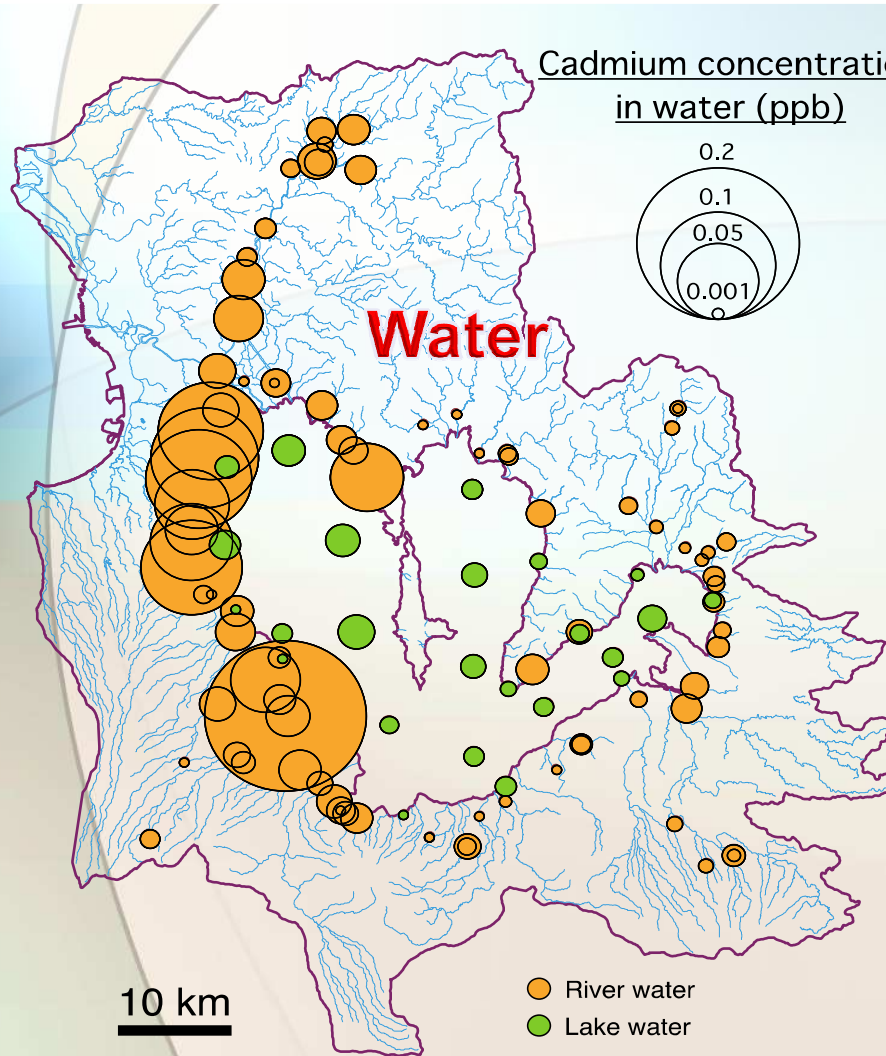 Cadmium concentratio
in water (ppb)
0.2
0.1
0.05
0.001
Water
10 km
River water
Lake water